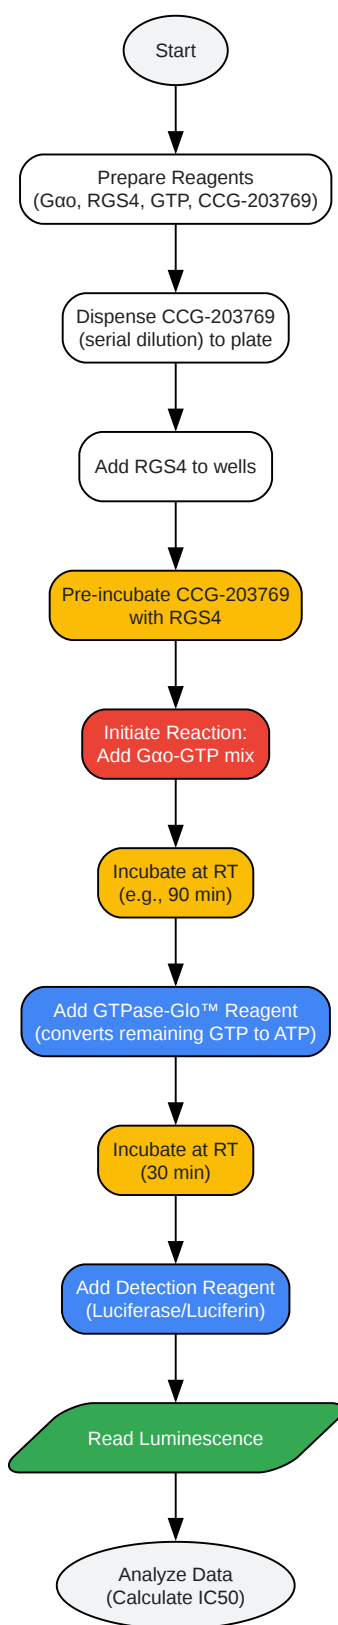 Start
Prepare Reagents
(Gαo, RGS4, GTP, CCG-203769)
Dispense CCG-203769
(serial dilution) to plate
Add RGS4 to wells
Pre-incubate CCG-203769
with RGS4
Initiate Reaction:
Add Gαo-GTP mix
Incubate at RT
(e.g., 90 min)
Add GTPase-Glo™ Reagent
(converts remaining GTP to ATP)
Incubate at RT
(30 min)
Add Detection Reagent
(Luciferase/Luciferin)
Read Luminescence
Analyze Data
(Calculate IC50)